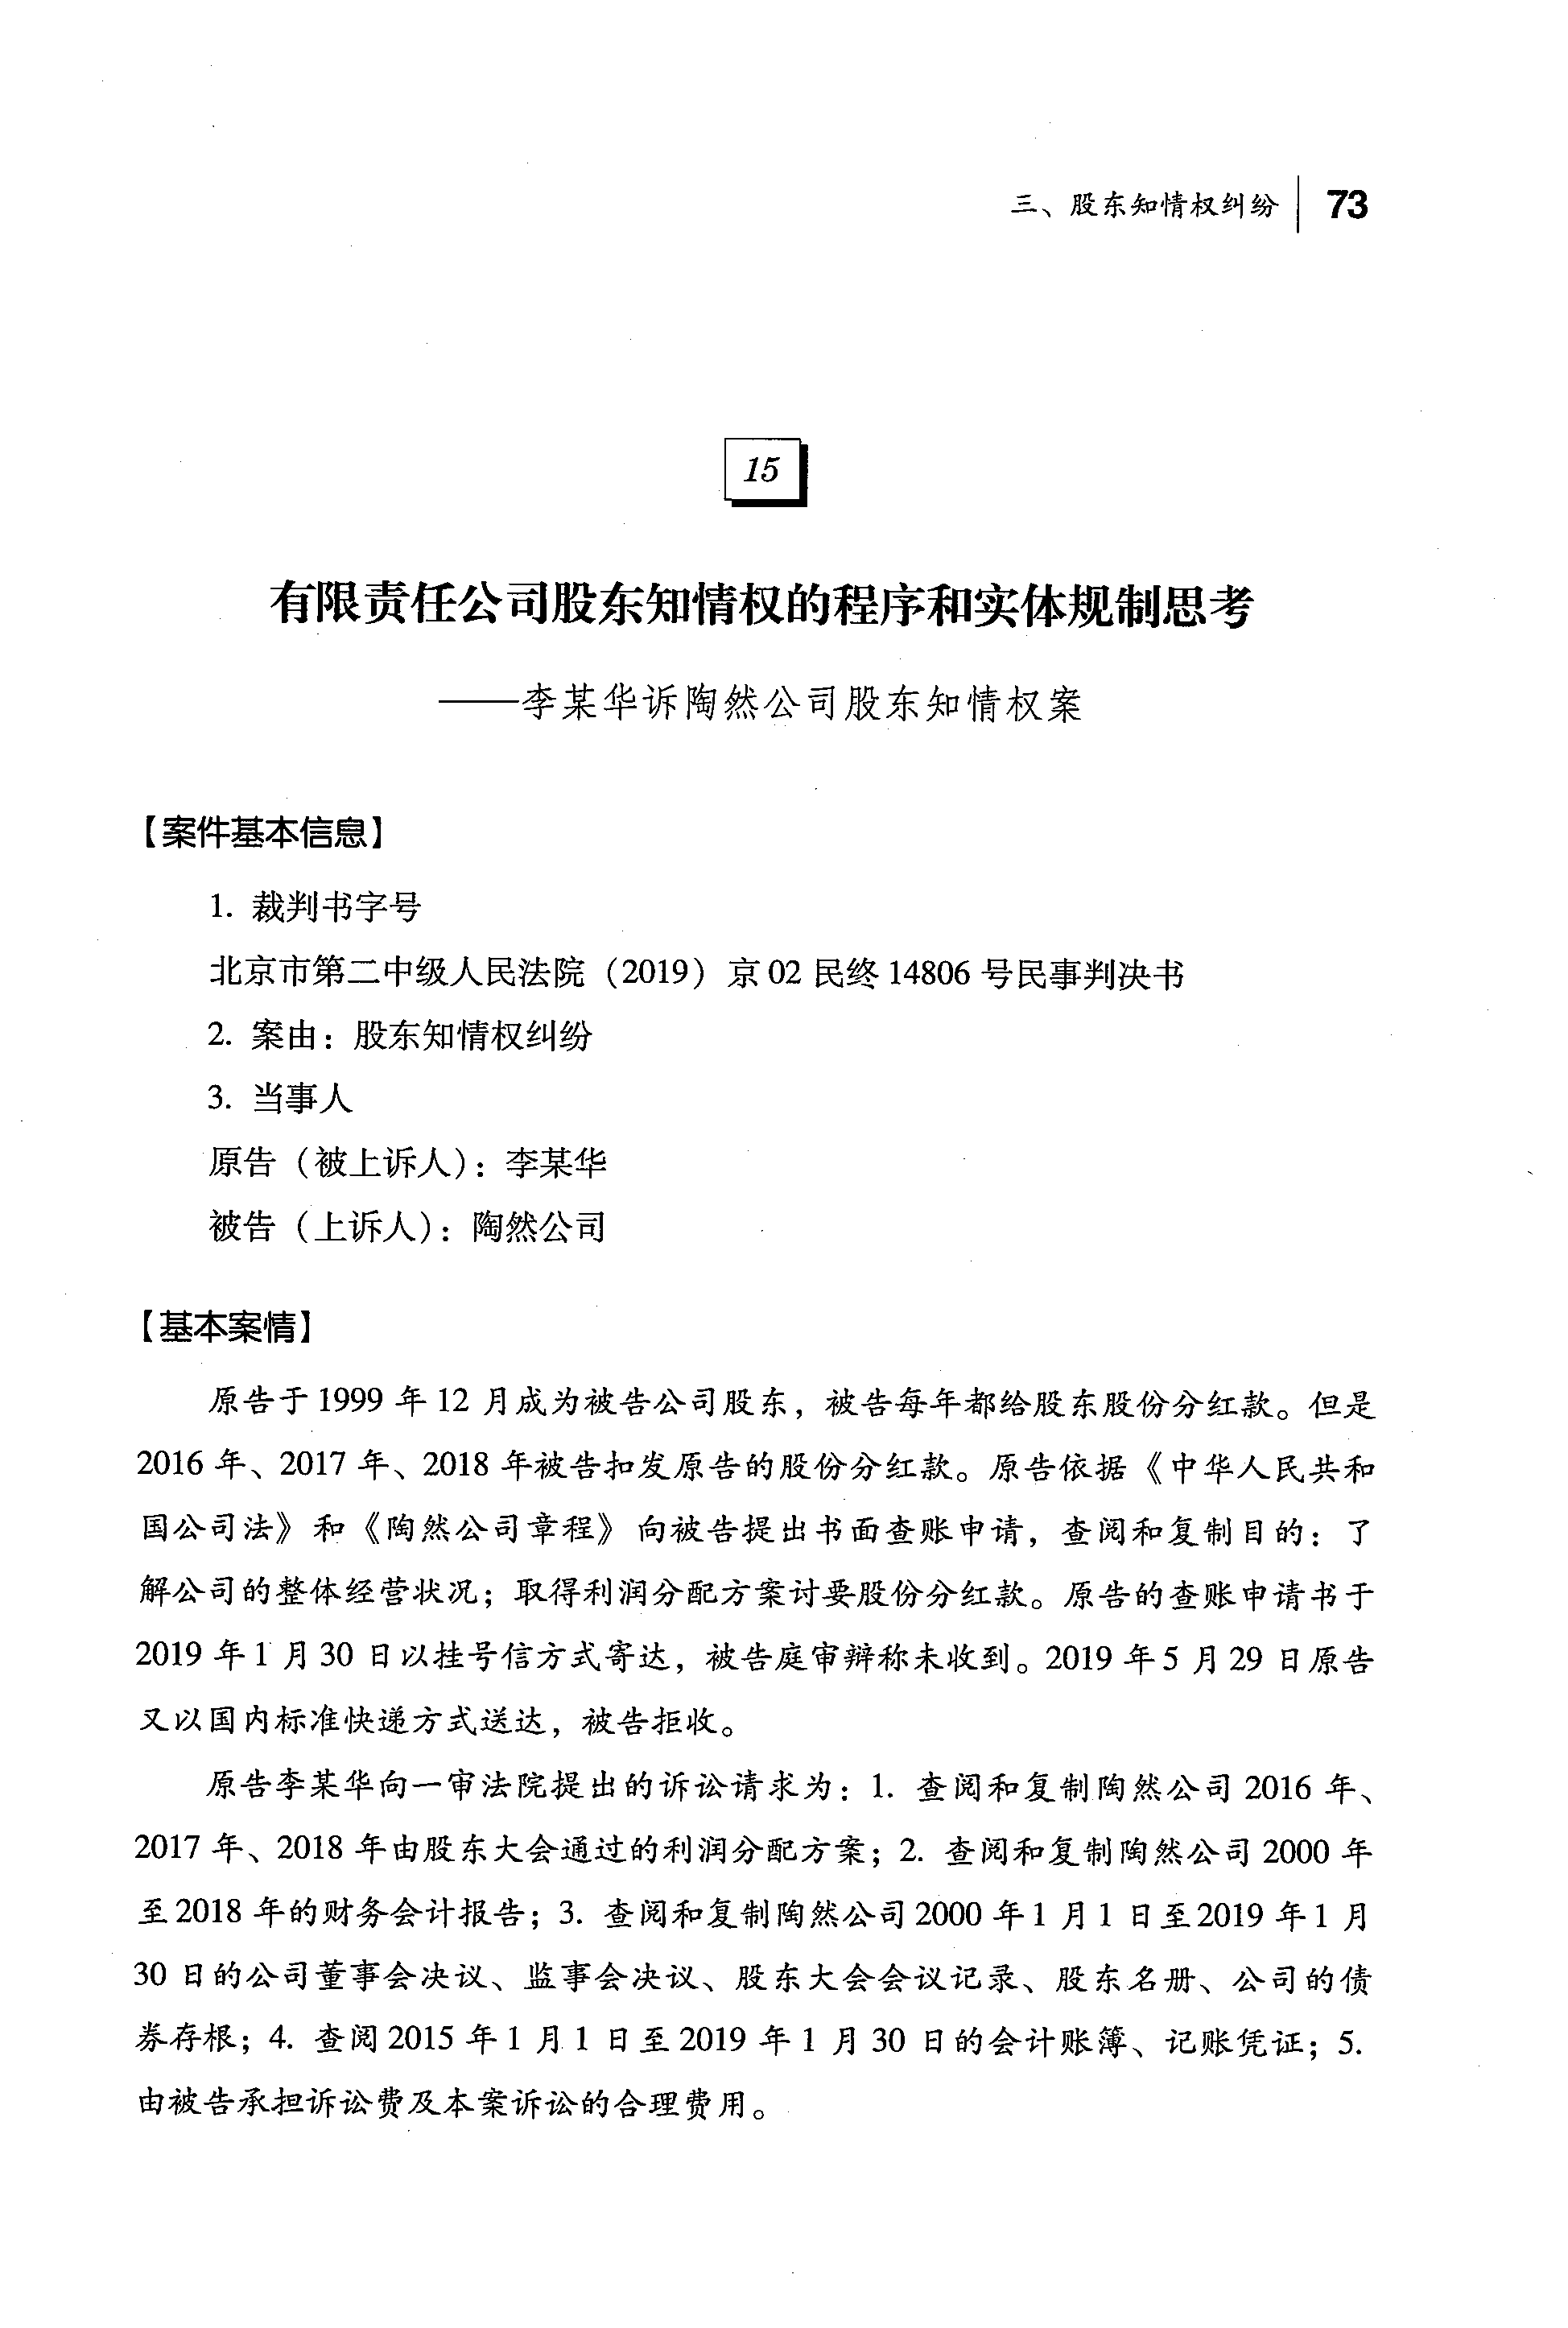 三、股东知情权纠纷 73
15
有限责任公司股东知情权的程序和实体规制思考
——李某华诉陶然公司股东知情权案
【案件基本信息】
1. 裁判书字号
北京市第二中级人民法院（2019）京02民终14806号民事判决书
2. 案由：股东知情权纠纷
3. 当事人
原告（被上诉人）：李某华
被告（上诉人）：陶然公司
【基本案情】
原告于1999年12月成为被告公司股东，被告每年都给股东股份分红款。但是
2016年、2017年、2018年被告扣发原告的股份分红款。原告依据《中华人民共和
国公司法》和《陶然公司章程》向被告提出书面查账申请，查阅和复制目的：了
解公司的整体经营状况；取得利润分配方案讨要股份分红款。原告的查账申请书于
2019年1月30日以挂号信方式寄达，被告庭审辩称未收到。2019年5月29日原告
又以国内标准快递方式送达，被告拒收。
原告李某华向一审法院提出的诉讼请求为：1. 查阅和复制陶然公司2016年、
2017年、2018年由股东大会通过的利润分配方案；2. 查阅和复制陶然公司2000年
至2018年的财务会计报告；3. 查阅和复制陶然公司2000年1月1日至2019年1月
30日的公司董事会决议、监事会决议、股东大会会议记录、股东名册、公司的债
券存根；4. 查阅2015年1月1日至2019年1月30日的会计账簿、记账凭证；5.
由被告承担诉讼费及本案诉讼的合理费用。